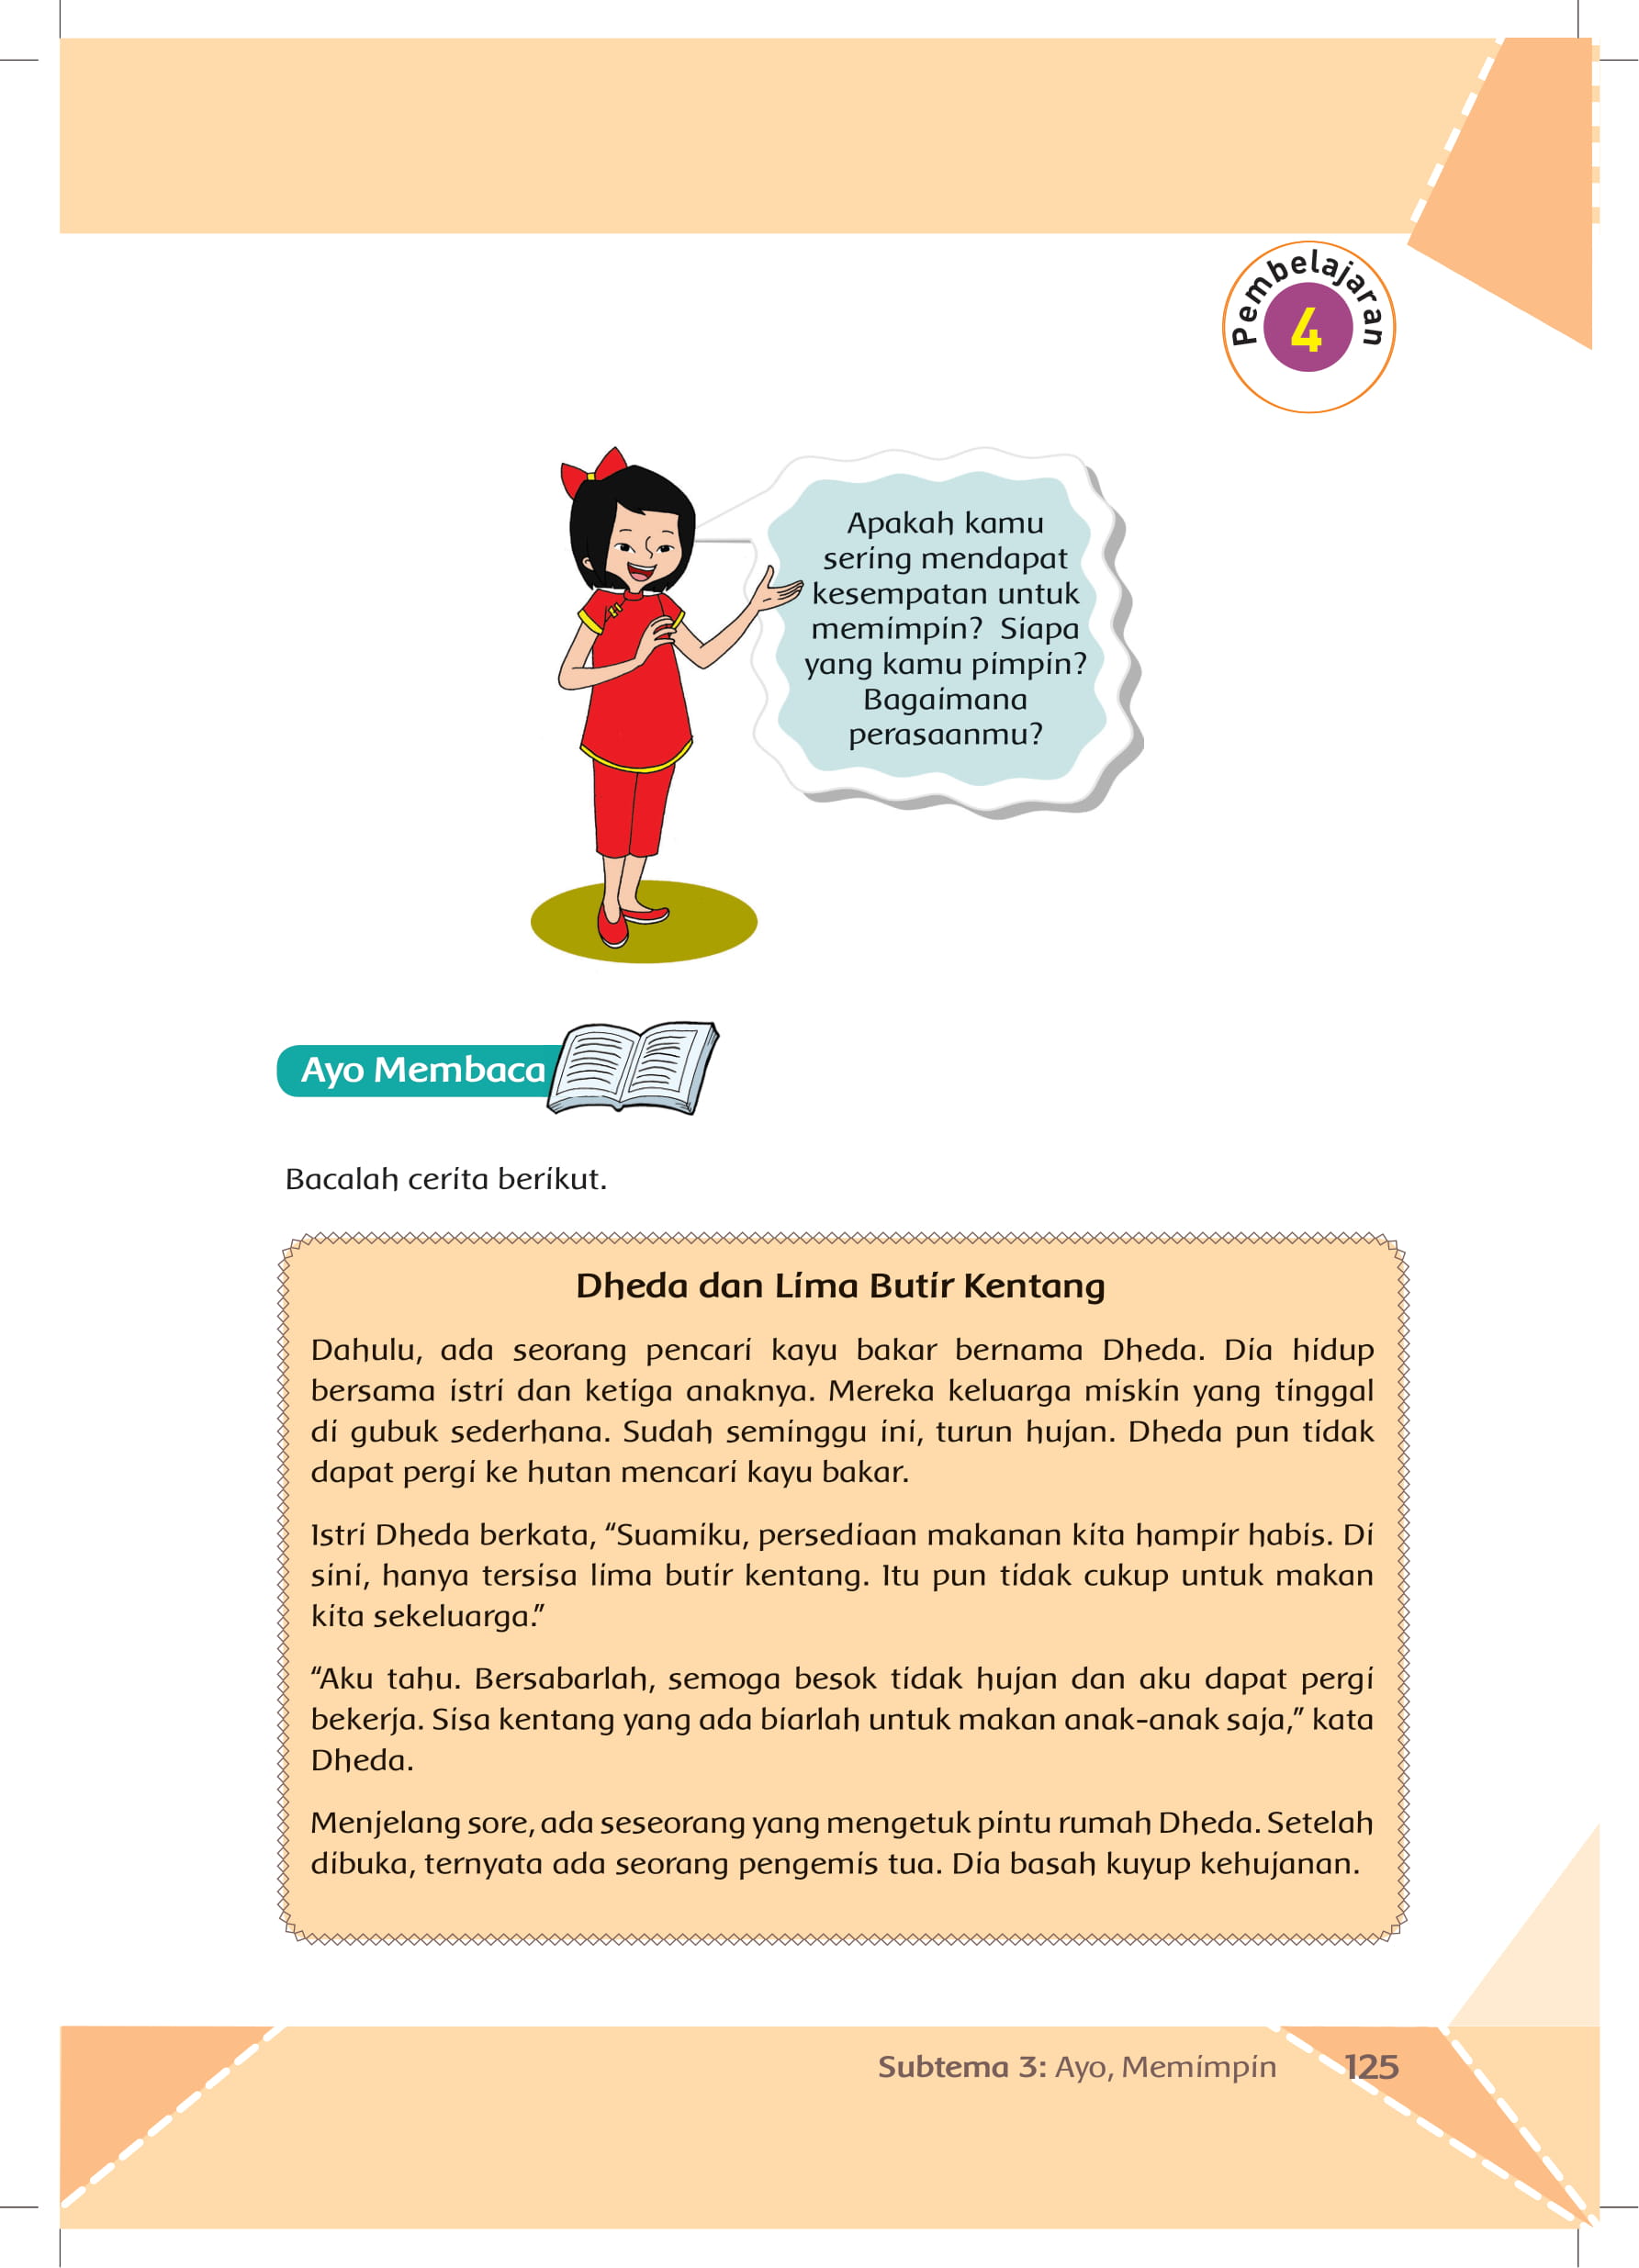 Pembelajaran
4
Apakah kamu
sering mendapat
kesempatan untuk
memimpin? Siapa
yang kamu pimpin?
Bagaimana
perasaanmu?
Ayo Membaca
Bacalah cerita berikut.
Dheda dan Lima Butir Kentang
Dahulu, ada seorang pencari kayu bakar bernama Dheda. Dia hidup
bersama istri dan ketiga anaknya. Mereka keluarga miskin yang tinggal
di gubuk sederhana. Sudah seminggu ini, turun hujan. Dheda pun tidak
dapat pergi ke hutan mencari kayu bakar.
Istri Dheda berkata, “Suamiku, persediaan makanan kita hampir habis. Di
sini, hanya tersisa lima butir kentang. Itu pun tidak cukup untuk makan
kita sekeluarga.”
“Aku tahu. Bersabarlah, semoga besok tidak hujan dan aku dapat pergi
bekerja. Sisa kentang yang ada biarlah untuk makan anak-anak saja,” kata
Dheda.
Menjelang sore, ada seseorang yang mengetuk pintu rumah Dheda. Setelah
dibuka, ternyata ada seorang pengemis tua. Dia basah kuyup kehujanan.
Subtema 3: Ayo, Memimpin 125